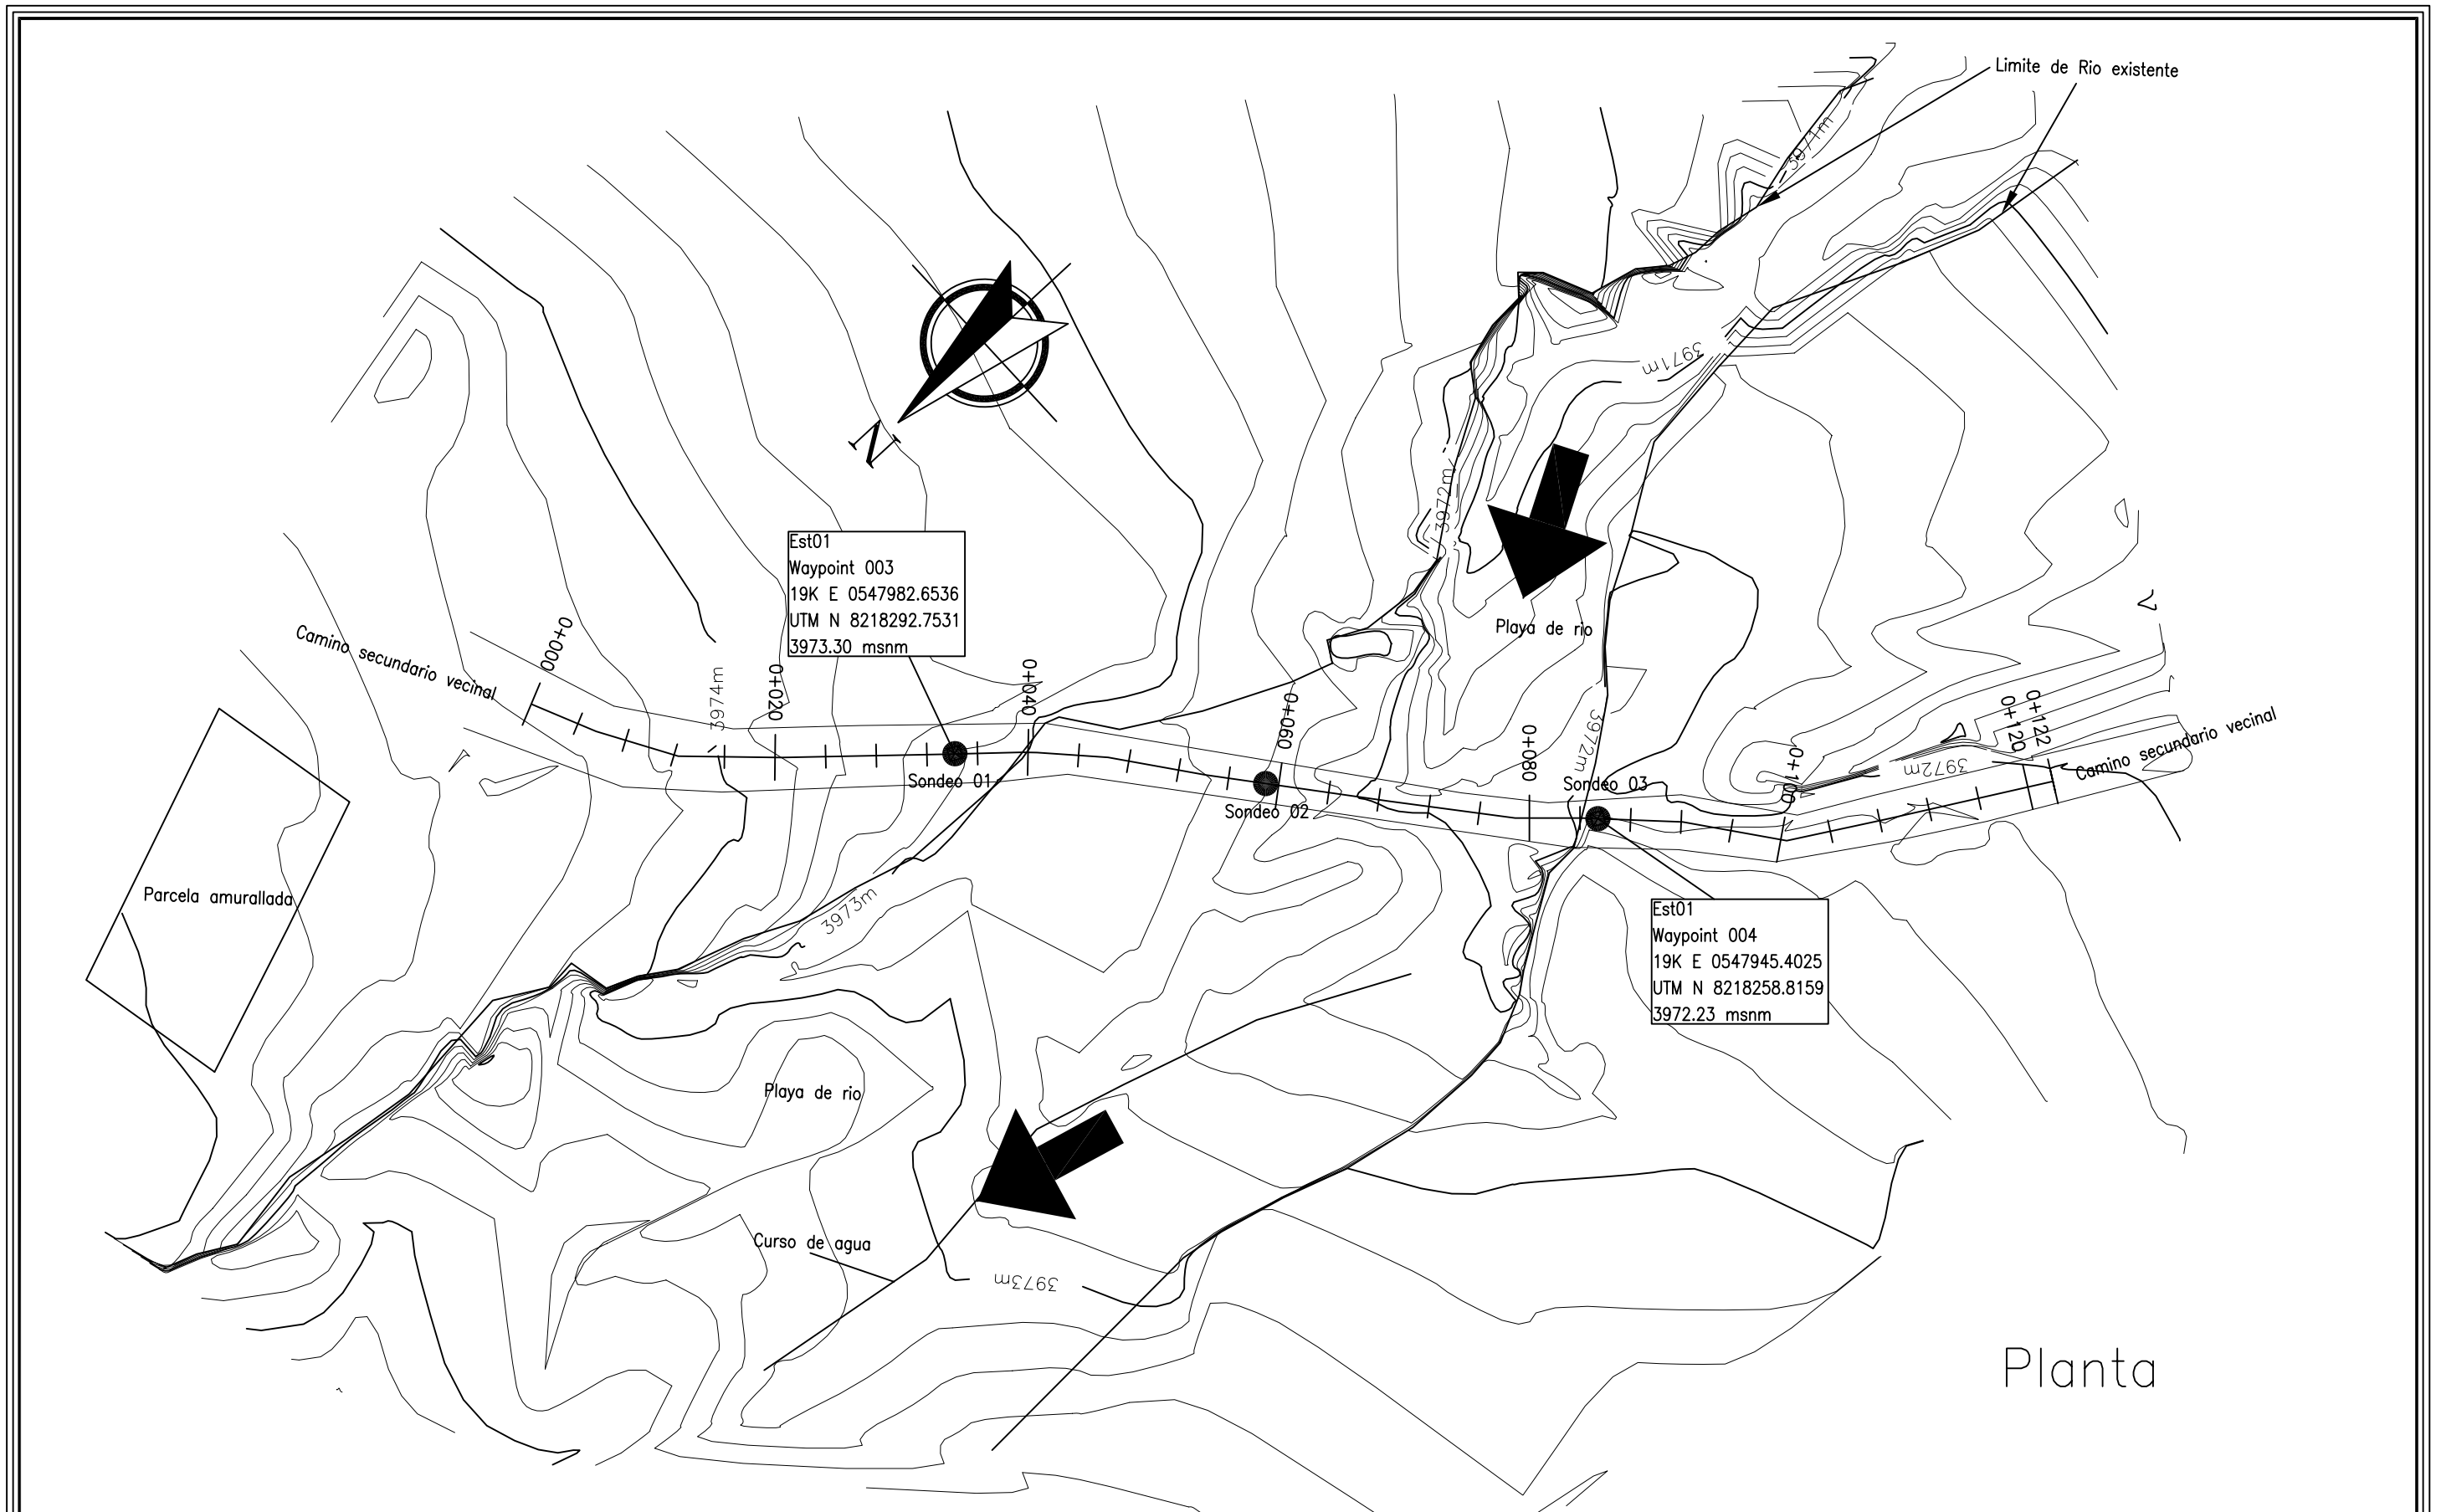 Limite de Rio existente
3971m
N
3971m
3972m
Est01
Waypoint 003
19K E 0547982.6536
UTM N 8218292.7531
3973.30 msnm
Playa de rio
Camino secundario vecinal
0+000
3974m
0+020
0+040
0+060
0+080
3972m
0+100
3972m
0+120
0+122
Camino secundario vecinal
Sondeo 01
Sondeo 02
Sondeo 03
Parcela amurallada
3973m
Est01
Waypoint 004
19K E 0547945.4025
UTM N 8218258.8159
3972.23 msnm
Playa de rio
Curso de agua
3973m
Planta